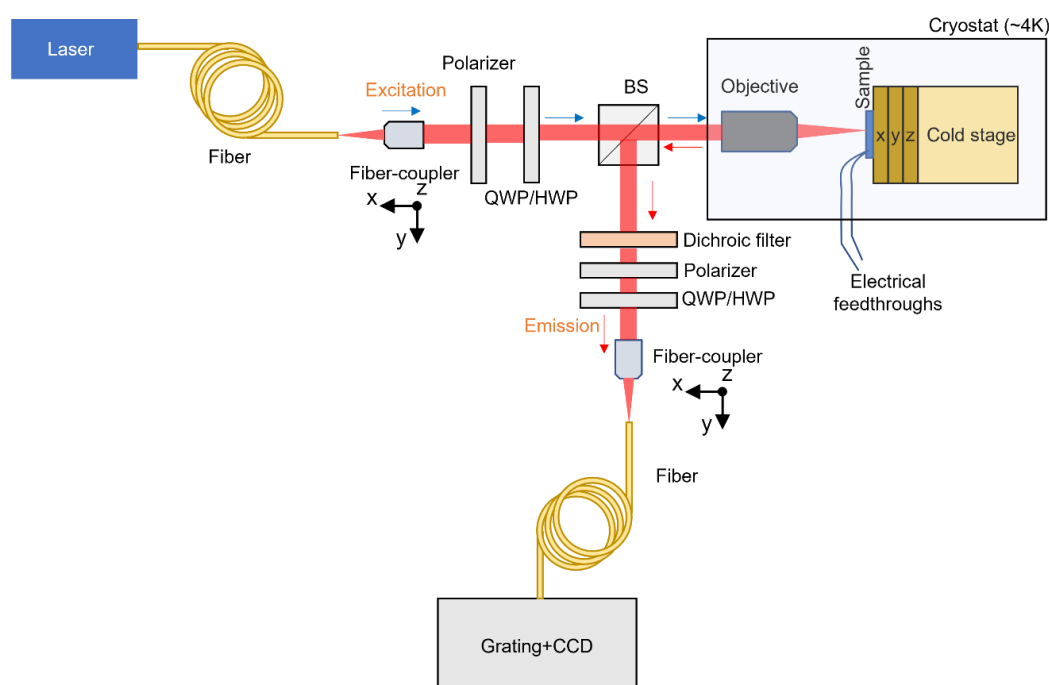 Cryostat (~4K)
Laser
Polarizer
Excitation
BS
Objective
Sample
x y z
Cold stage
Fiber
Fiber-coupler
QWP/HWP
z
x
y
Dichroic filter
Polarizer
QWP/HWP
Electrical
feedthroughs
Emission
Fiber-coupler
z
x
y
Fiber
Grating+CCD